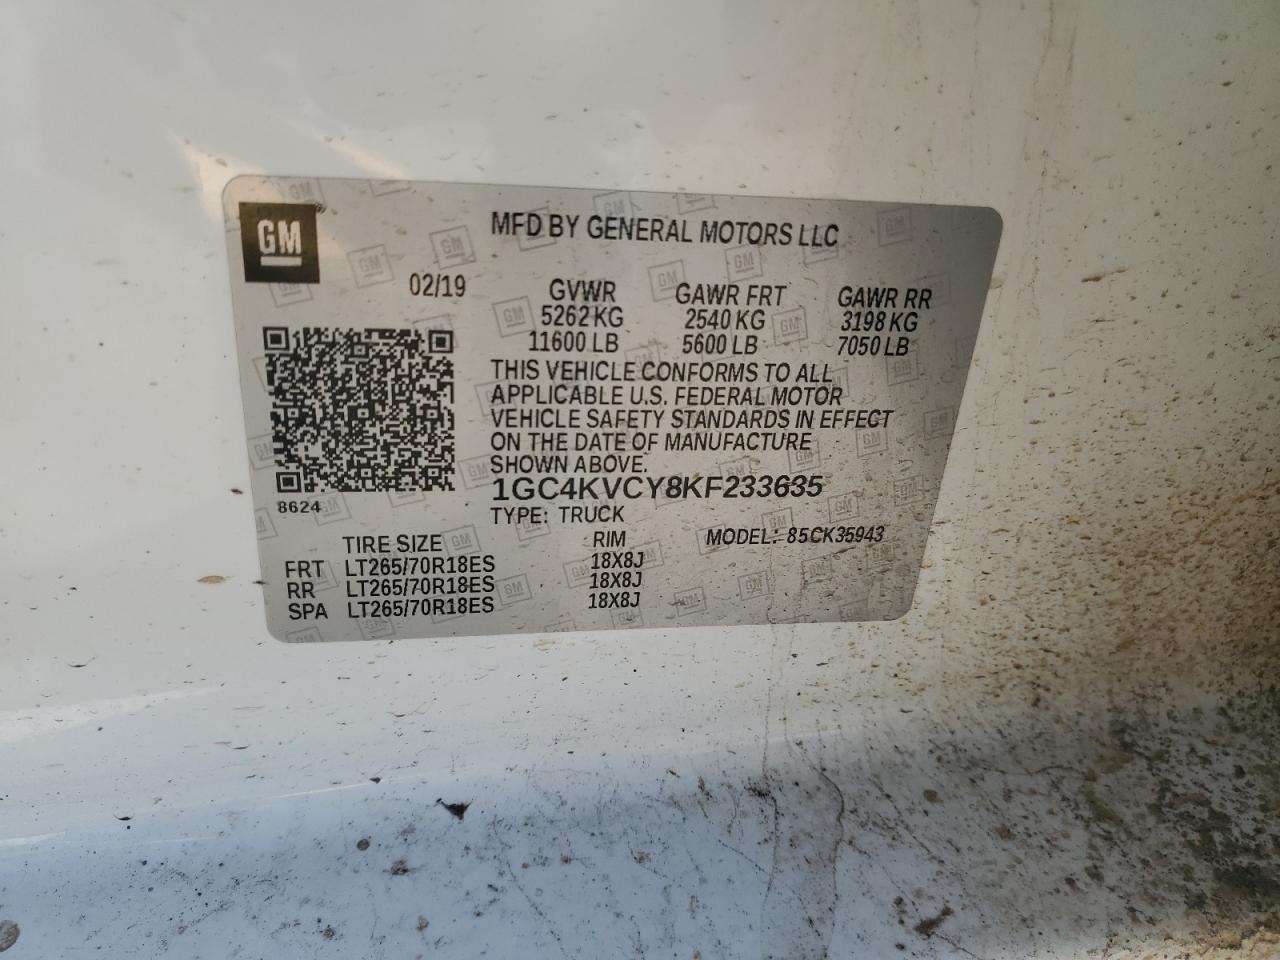 GM
MFD BY GENERAL MOTORS LLC
02/19
GVWR GAWR FRT GAWR RR
5262 KG 2540 KG 3198 KG
11600 LB 5600 LB 7050 LB
THIS VEHICLE CONFORMS TO ALL
APPLICABLE U.S. FEDERAL MOTOR
VEHICLE SAFETY STANDARDS IN EFFECT
ON THE DATE OF MANUFACTURE
SHOWN ABOVE.
1GC4KVCY8KF233635
8624
TYPE: TRUCK
MODEL: 85CK35943
TIRE SIZE RIM
FRT LT265/70R18ES 18X8J
RR LT265/70R18ES 18X8J
SPA LT265/70R18ES 18X8J